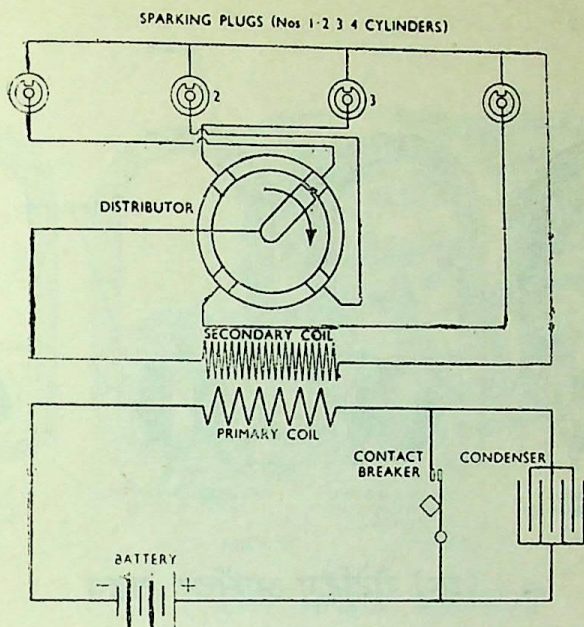 SPARKING PLUGS (Nos 1·2 3 4 CYLINDERS)
2
3
DISTRIBUTOR
SECONDARY COIL
PRIMARY COIL
CONTACT
BREAKER
CONDENSER
BATTERY
- +